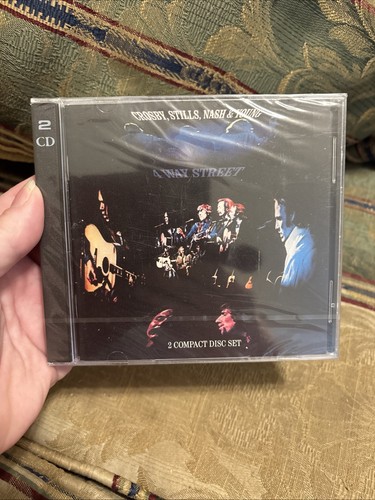 2
CD
CROSBY, STILLS, NASH & YOUNG
4 WAY STREET
2 COMPACT DISC SET